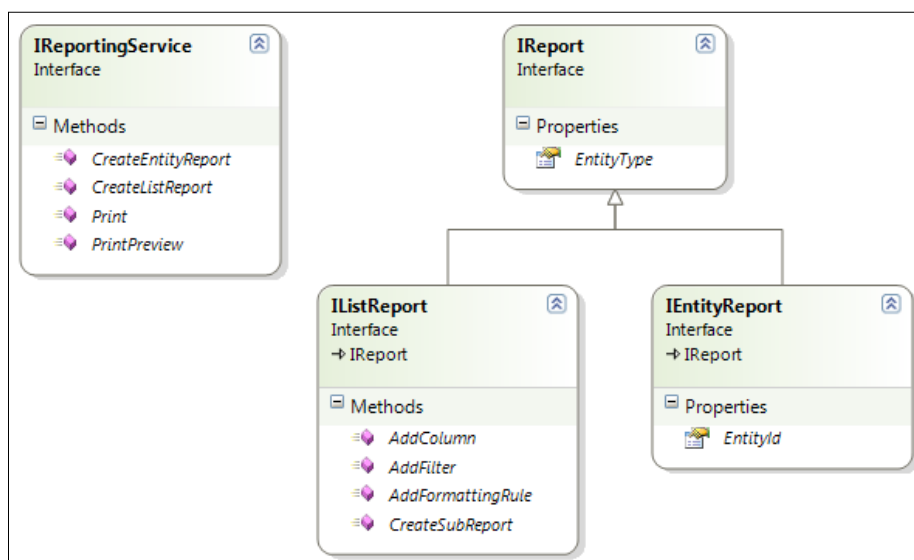 IReportingService
Interface
Methods
CreateEntityReport
CreateListReport
Print
PrintPreview
IReport
Interface
Properties
EntityType
IListReport
Interface
IReport
Methods
AddColumn
AddFilter
AddFormattingRule
CreateSubReport
IEntityReport
Interface
IReport
Properties
EntityId